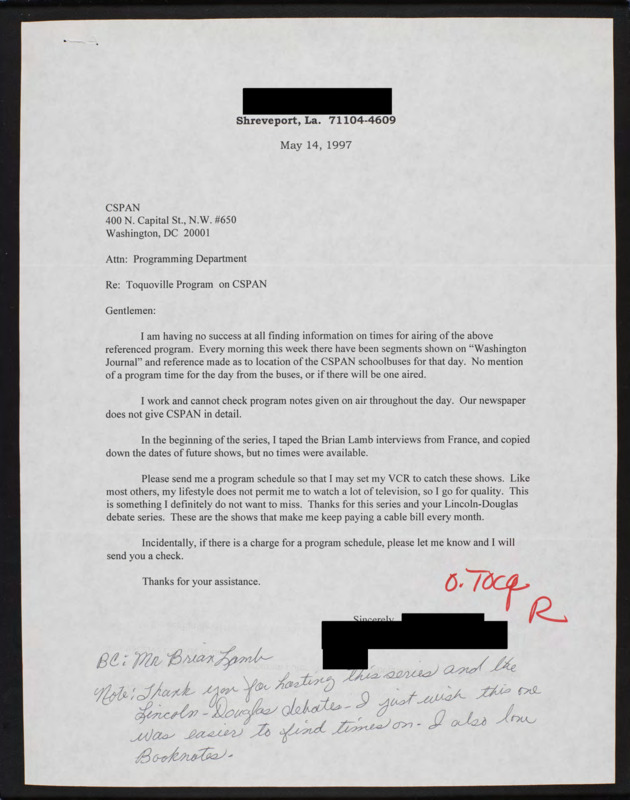 Shreveport, La. 71104-4609
May 14, 1997
CSPAN
400 N. Capital St., N.W. #650
Washington, DC 20001
Attn: Programming Department
Re: Toquoville Program on CSPAN
Gentlemen:
I am having no success at all finding information on times for airing of the above
referenced program. Every morning this week there have been segments shown on “Washington
Journal” and reference made as to location of the CSPAN schoolbuses for that day. No mention
of a program time for the day from the buses, or if there will be one aired.
I work and cannot check program notes given on air throughout the day. Our newspaper
does not give CSPAN in detail.
In the beginning of the series, I taped the Brian Lamb interviews from France, and copied
down the dates of future shows, but no times were available.
Please send me a program schedule so that I may set my VCR to catch these shows. Like
most others, my lifestyle does not permit me to watch a lot of television, so I go for quality. This
is something I definitely do not want to miss. Thanks for this series and your Lincoln-Douglas
debate series. These are the shows that make me keep paying a cable bill every month.
Incidentally, if there is a charge for a program schedule, please let me know and I will
send you a check.
Thanks for your assistance.
O. TOCQ
R
Sincerely
BC: Mr Brian Lamb
Note: Thank you for hosting this series and the
Lincoln-Douglas debates - I just wish this one
was easier to find times on - I also love
Booknotes -